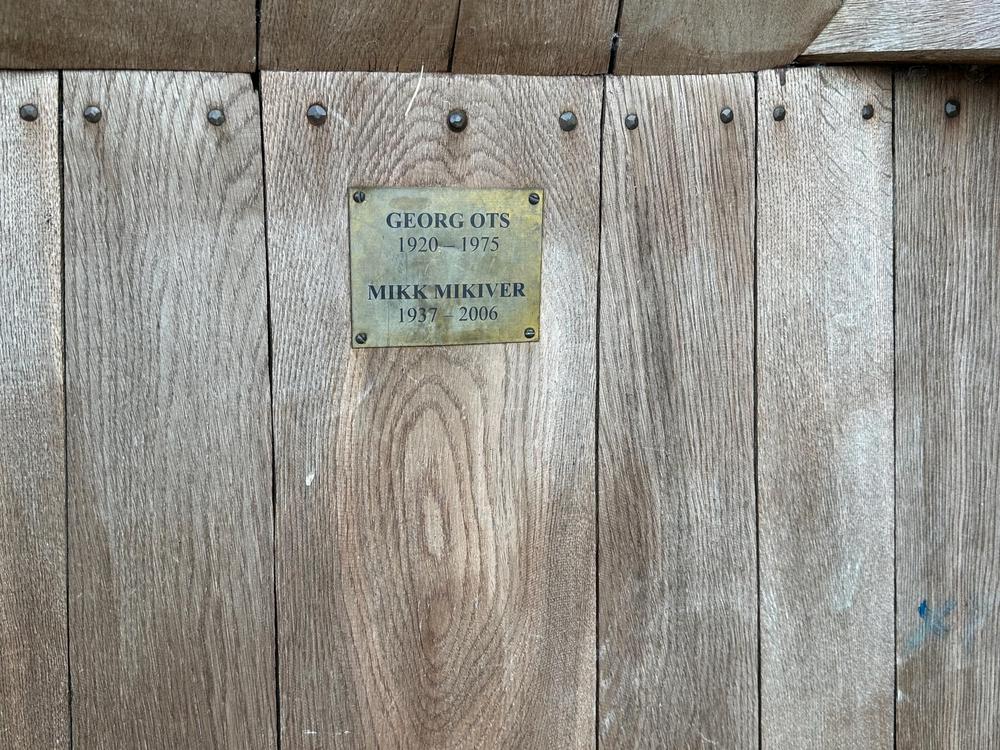 GEORG OTS
1920 – 1975
MIKK MIKIVER
1937 – 2006